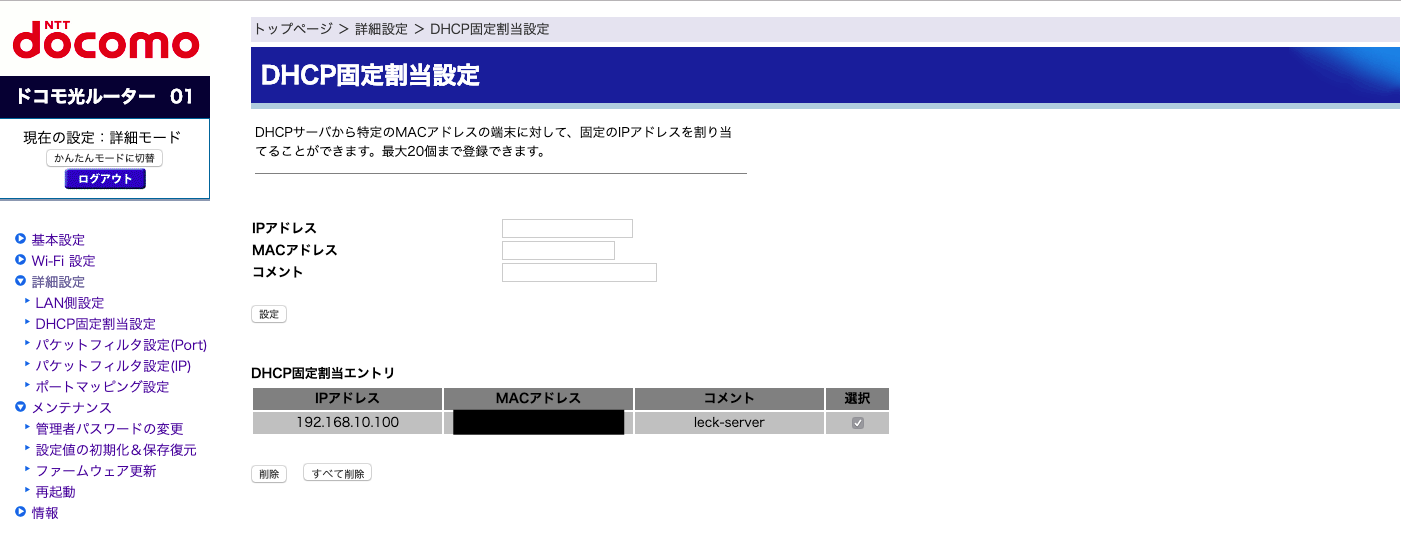 NTT
döcomo
ドコモ光ルーター 01
現在の設定：詳細モード
かんたんモードに切替
ログアウト
基本設定
Wi-Fi 設定
詳細設定
LAN側設定
DHCP固定割当設定
パケットフィルタ設定(Port)
パケットフィルタ設定(IP)
ポートマッピング設定
メンテナンス
管理者パスワードの変更
設定値の初期化＆保存復元
ファームウェア更新
再起動
情報
トップページ ＞ 詳細設定 ＞ DHCP固定割当設定
DHCP固定割当設定
DHCPサーバから特定のMACアドレスの端末に対して、固定のIPアドレスを割り当
てることができます。最大20個まで登録できます。
IPアドレス
MACアドレス
コメント
設定
DHCP固定割当エントリ
IPアドレス MACアドレス コメント 選択
192.168.10.100 leck-server
削除 すべて削除